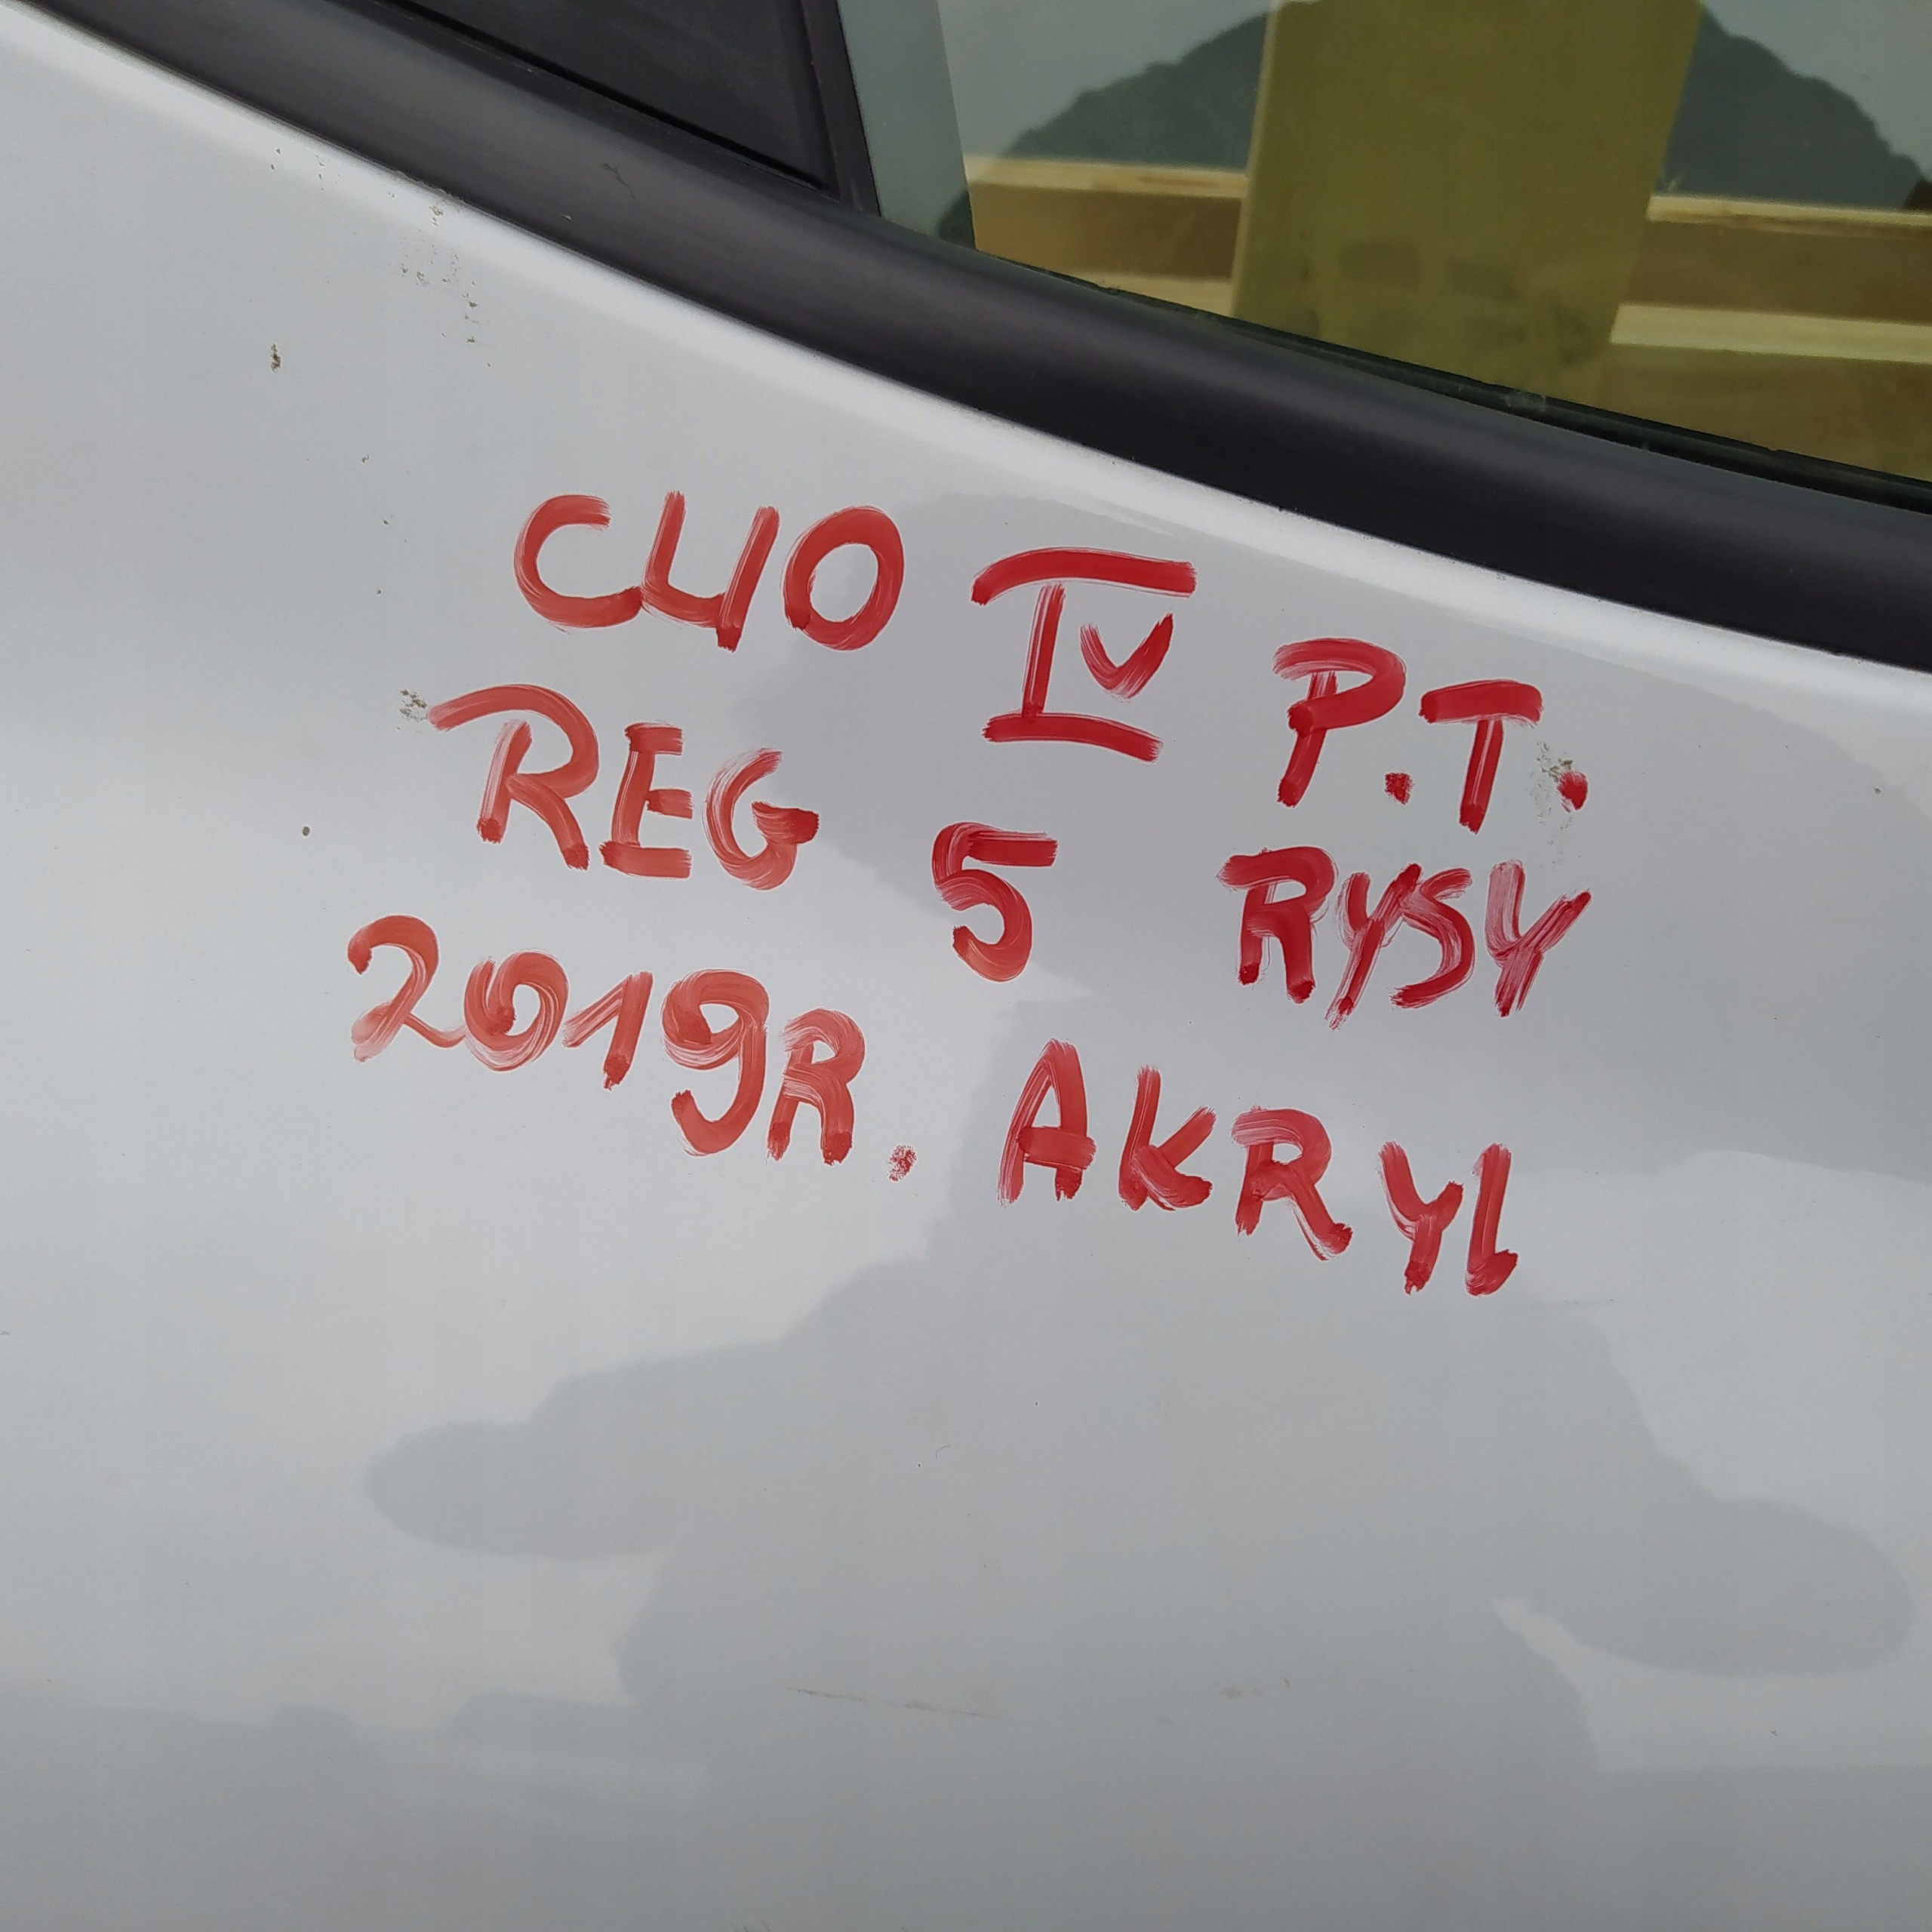 CLIO IV P.T.
REG 5 RYSY
2019R. AKRYL